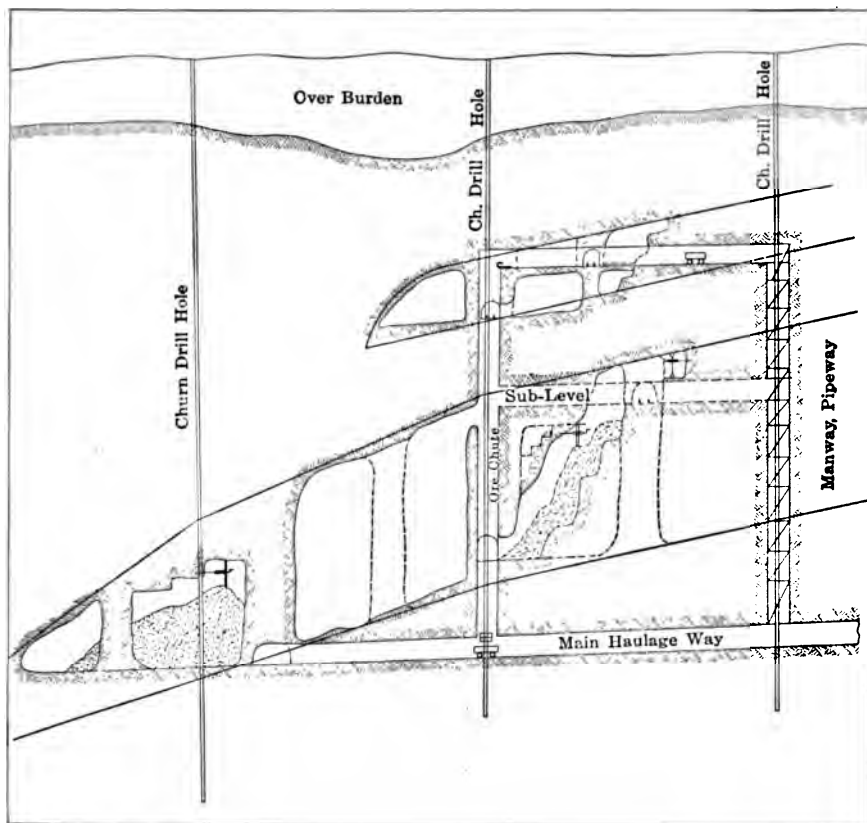 Over Burden
Churn Drill Hole
Ch. Drill Hole
Ch. Drill Hole
Sub-Level
Ore Chute
Manway, Pipeway
Main Haulage Way